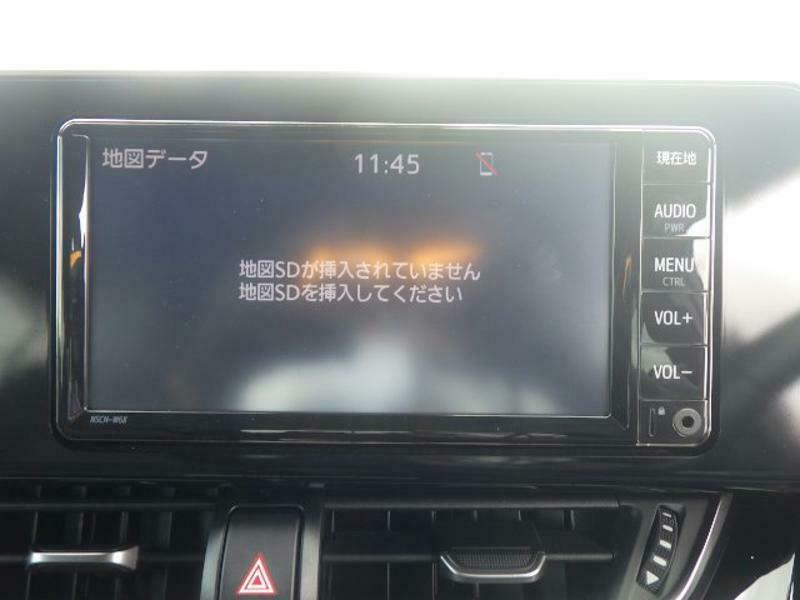 地図データ 11:45
現在地
AUDIO
PWR
地図SDが挿入されていません
地図SDを挿入してください
MENU
CTRL
VOL+
VOL-
NSCN-W68